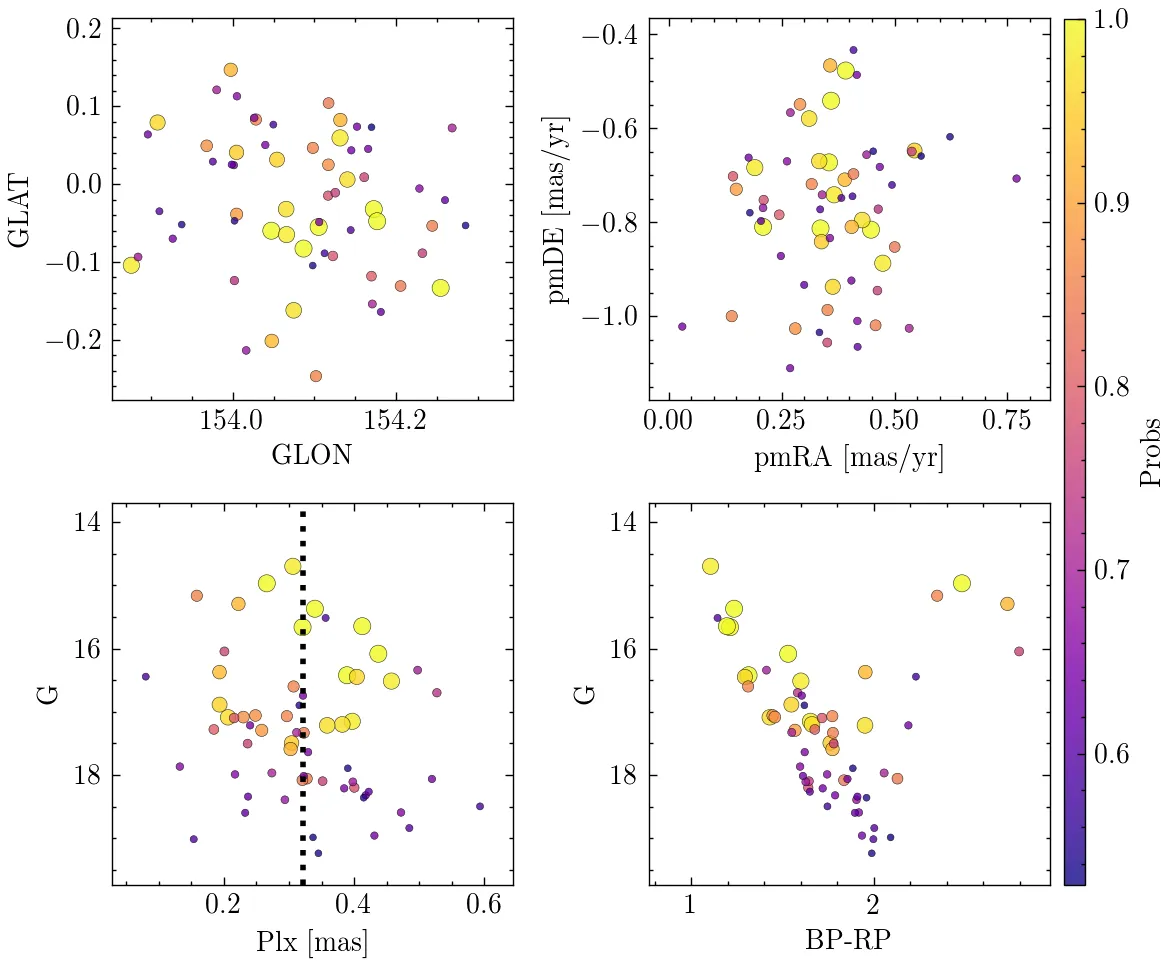 0.2
0.1
0.0
−0.1
−0.2
GLAT
154.0 154.2
GLON
−0.4
−0.6
−0.8
−1.0
pmDE [mas/yr]
0.00 0.25 0.50 0.75
pmRA [mas/yr]
14
16
18
G
0.2 0.4 0.6
Plx [mas]
14
16
18
G
1 2
BP-RP
1.0
0.9
0.8
0.7
0.6
Probs